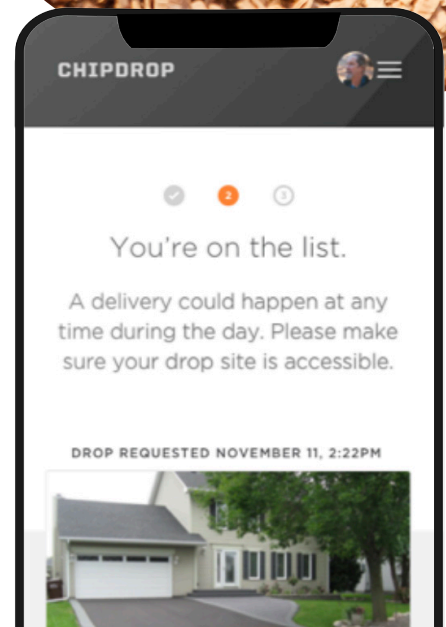 CHIPDROP
2
3
You're on the list.
A delivery could happen at any
time during the day. Please make
sure your drop site is accessible.
DROP REQUESTED NOVEMBER 11, 2:22PM